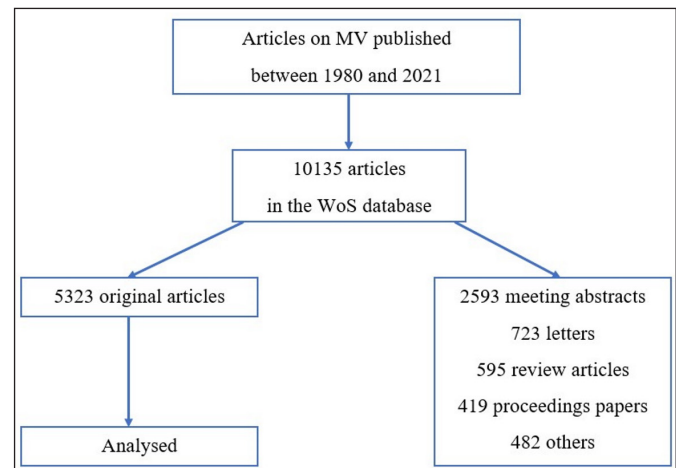 Articles on MV published
between 1980 and 2021
10135 articles
in the WoS database
5323 original articles
Analysed
2593 meeting abstracts
723 letters
595 review articles
419 proceedings papers
482 others